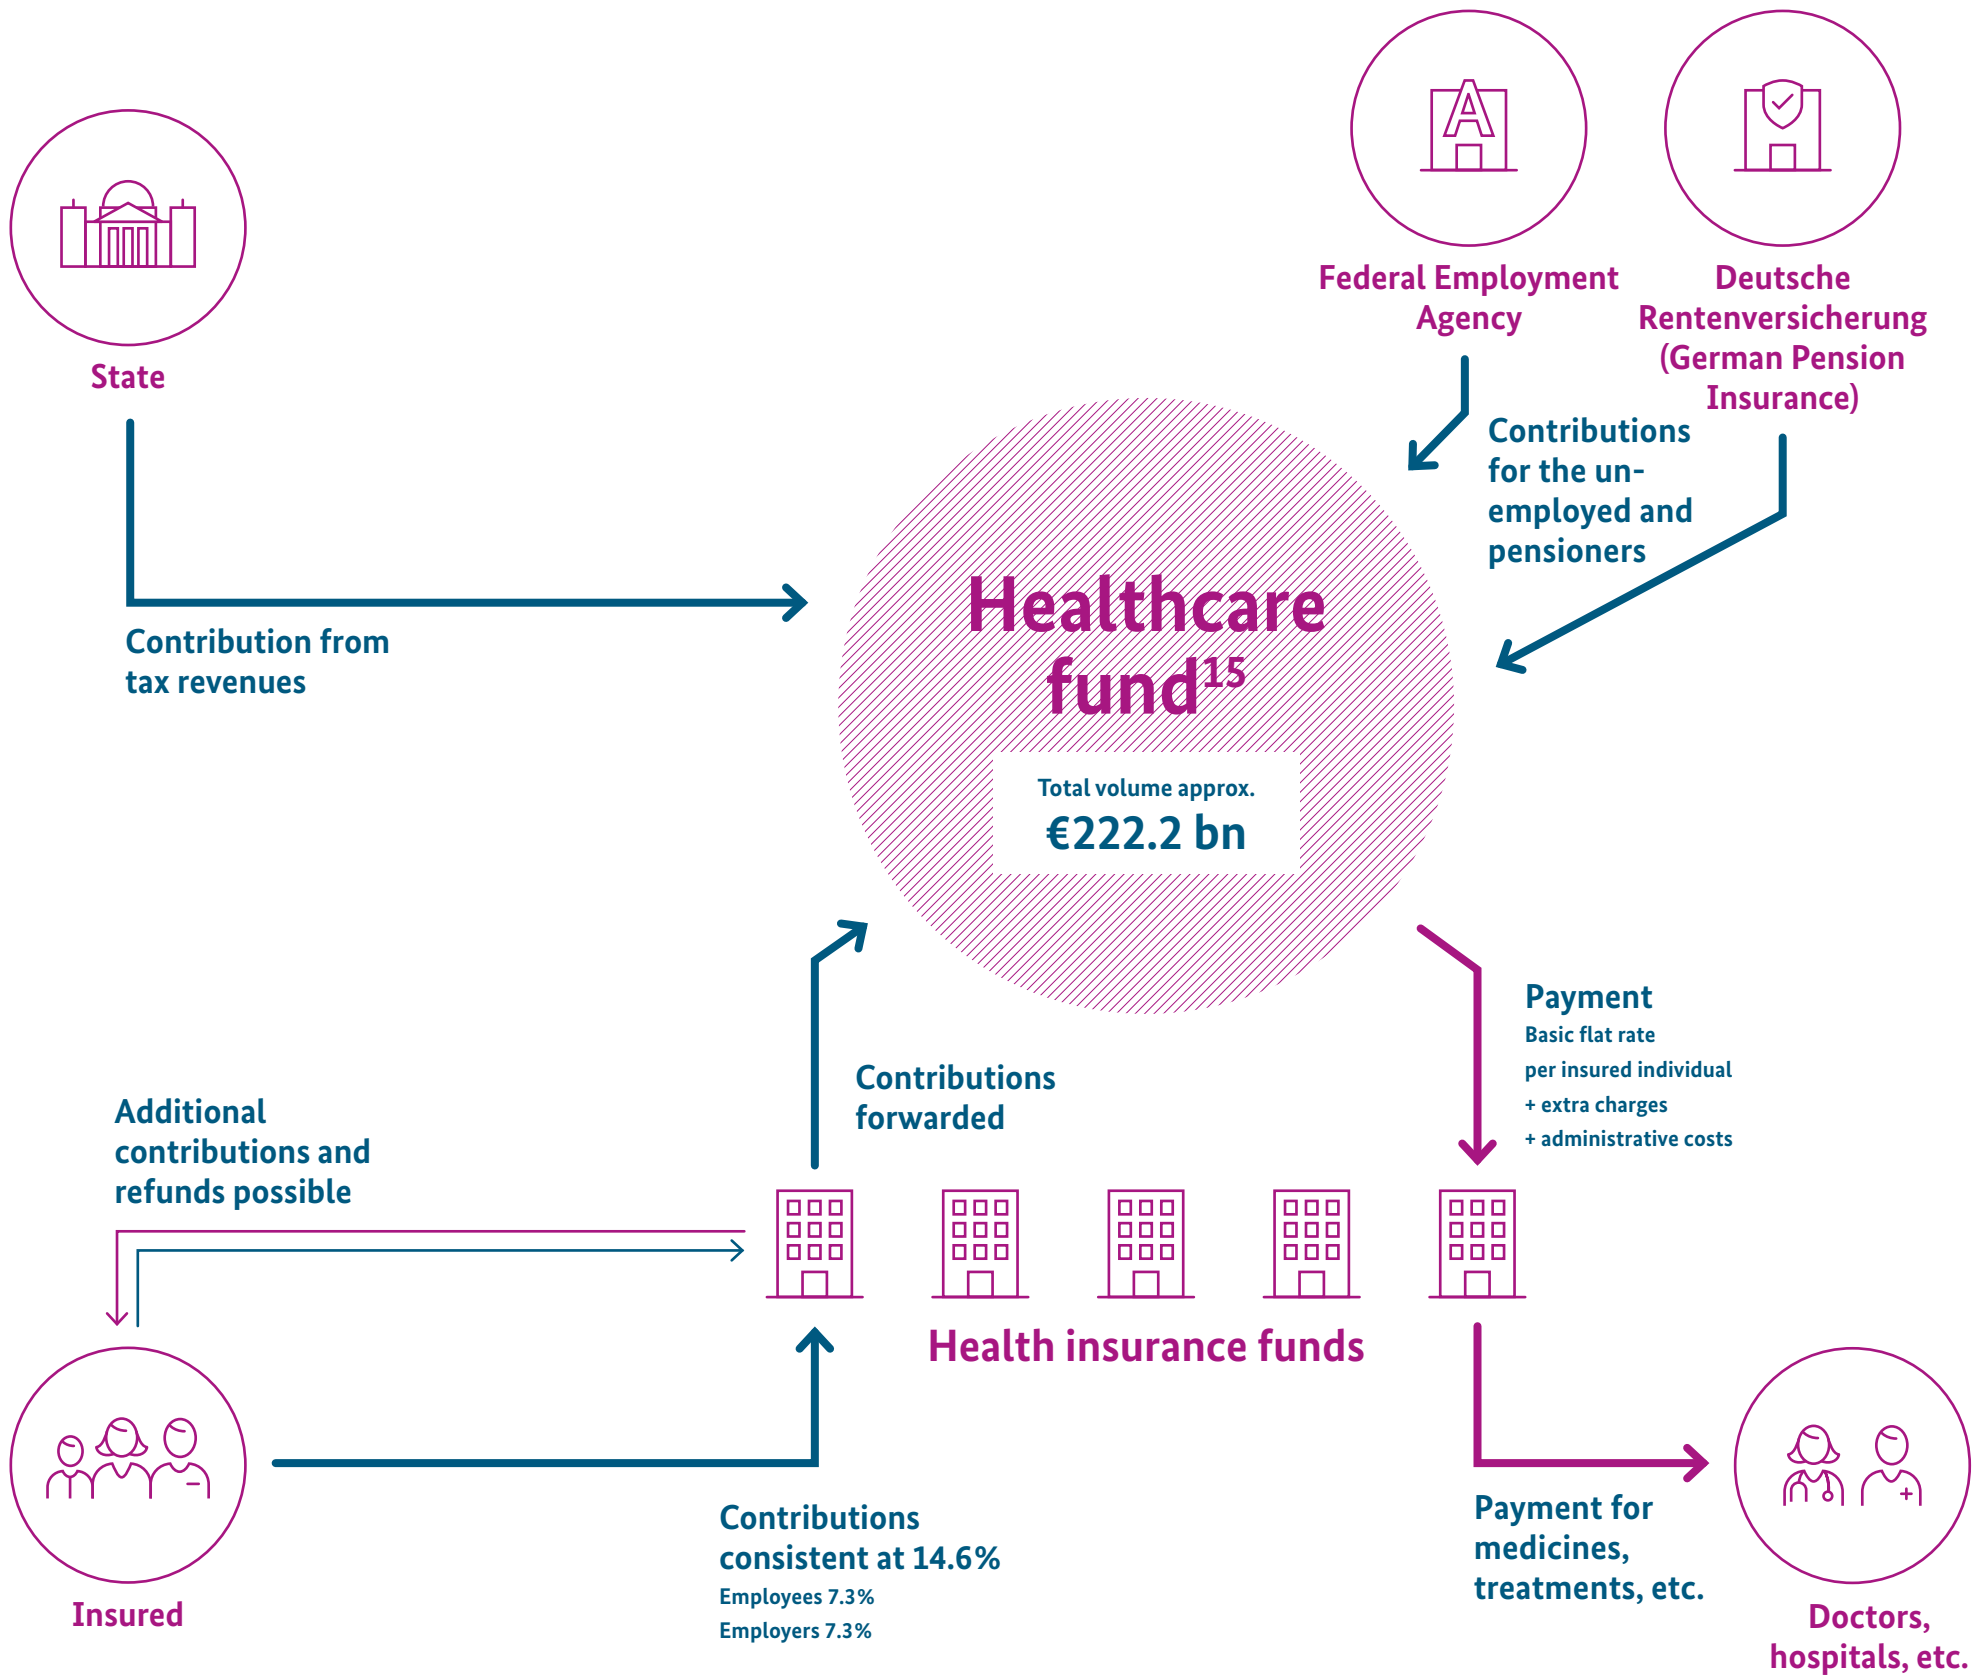 State
Federal Employment
Agency
Deutsche
Rentenversicherung
(German Pension
Insurance)
Contributions
for the un-
employed and
pensioners
Contribution from
tax revenues
Healthcare
fund15
Total volume approx.
€222.2 bn
Payment
Basic flat rate
per insured individual
+ extra charges
+ administrative costs
Contributions
forwarded
Additional
contributions and
refunds possible
Health insurance funds
Contributions
consistent at 14.6%
Employees 7.3%
Employers 7.3%
Payment for
medicines,
treatments, etc.
Insured
Doctors,
hospitals, etc.
A